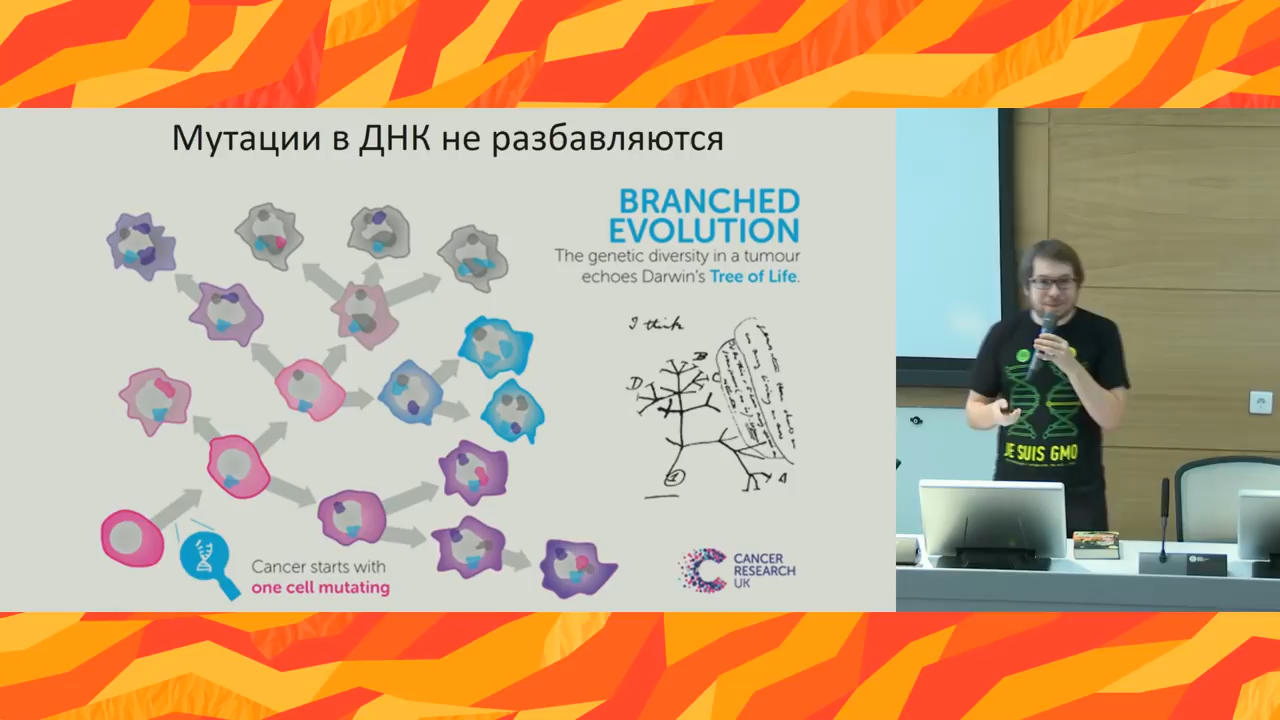 Мутации в ДНК не разбавляются
BRANCHED
EVOLUTION
The genetic diversity in a tumour
echoes Darwin's Tree of Life.
I think
B
D
C
A
1
Cancer starts with
one cell mutating
CANCER
RESEARCH
UK
JE SUIS GMO